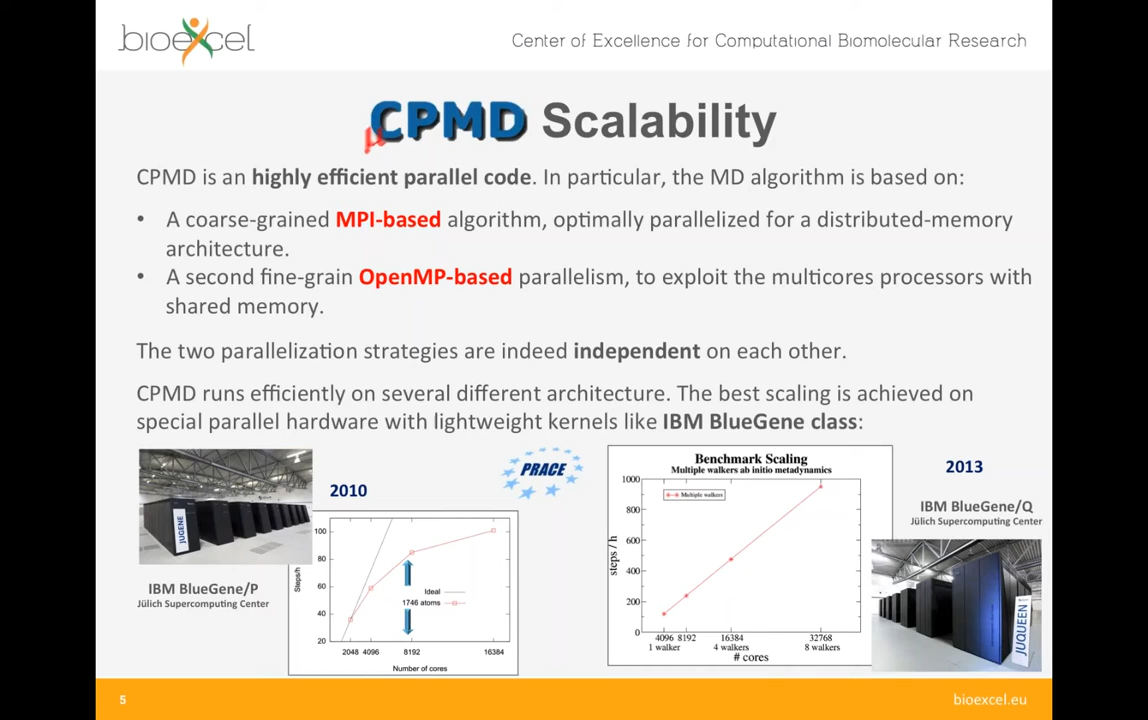 bioexcel
Center of Excellence for Computational Biomolecular Research
μ
CPMD Scalability
CPMD is an highly efficient parallel code. In particular, the MD algorithm is based on:
• A coarse-grained MPI-based algorithm, optimally parallelized for a distributed-memory
architecture.
• A second fine-grain OpenMP-based parallelism, to exploit the multicores processors with
shared memory.
The two parallelization strategies are indeed independent on each other.
CPMD runs efficiently on several different architecture. The best scaling is achieved on
special parallel hardware with lightweight kernels like IBM BlueGene class:
JUGENE
IBM BlueGene/P
Jülich Supercomputing Center
2010
100
80
60
40
20
Steps/h
Ideal
1746 atoms
2048 4096 8192 16384
Number of cores
PRACE
Benchmark Scaling
Multiple walkers ab initio metadynamics
Multiple walkers
1000
800
600
400
200
0
steps / h
4096 8192 16384 32768
1 walker 4 walkers 8 walkers
# cores
2013
IBM BlueGene/Q
Jülich Supercomputing Center
JUQUEEN
5
bioexcel.eu